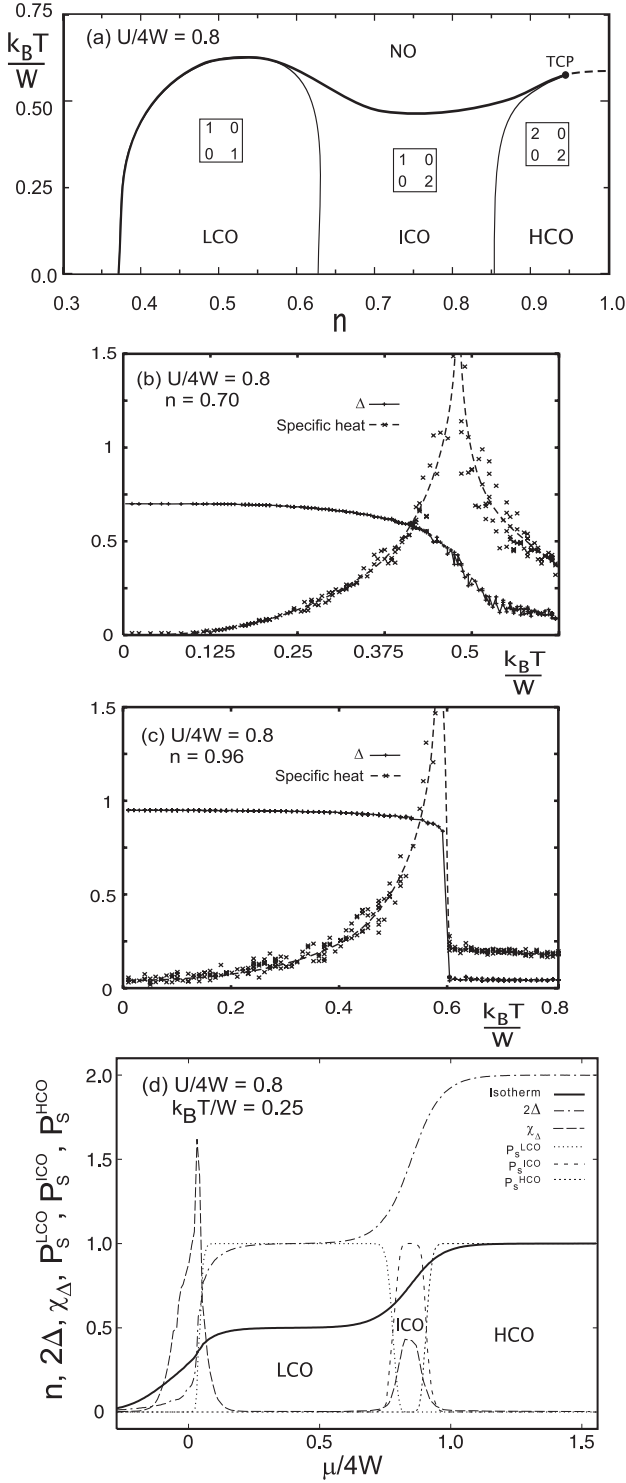 0.75
k_BT
W
(a) U/4W = 0.8
NO
TCP
0.50
1 0
0 1
1 0
0 2
2 0
0 2
0.25
LCO
ICO
HCO
0.0
0.3 0.4 0.5 0.6 0.7 0.8 0.9 1.0
n
1.5
(b) U/4W = 0.8
n = 0.70
Δ
Specific heat
1
0.5
0
0 0.125 0.25 0.375 0.5
k_BT
W
1.5
(c) U/4W = 0.8
n = 0.96
Δ
Specific heat
1
0.5
0
0 0.2 0.4 0.6 0.8
k_BT
W
n, 2Δ, χ_Δ, P_S^LCO, P_S^ICO, P_S^HCO
2.0
(d) U/4W = 0.8
k_BT/W = 0.25
Isotherm
2Δ
χ_Δ
P_S^LCO
P_S^ICO
P_S^HCO
1.5
1.0
0.5
LCO
ICO
HCO
0
0 0.5 1.0 1.5
μ/4W